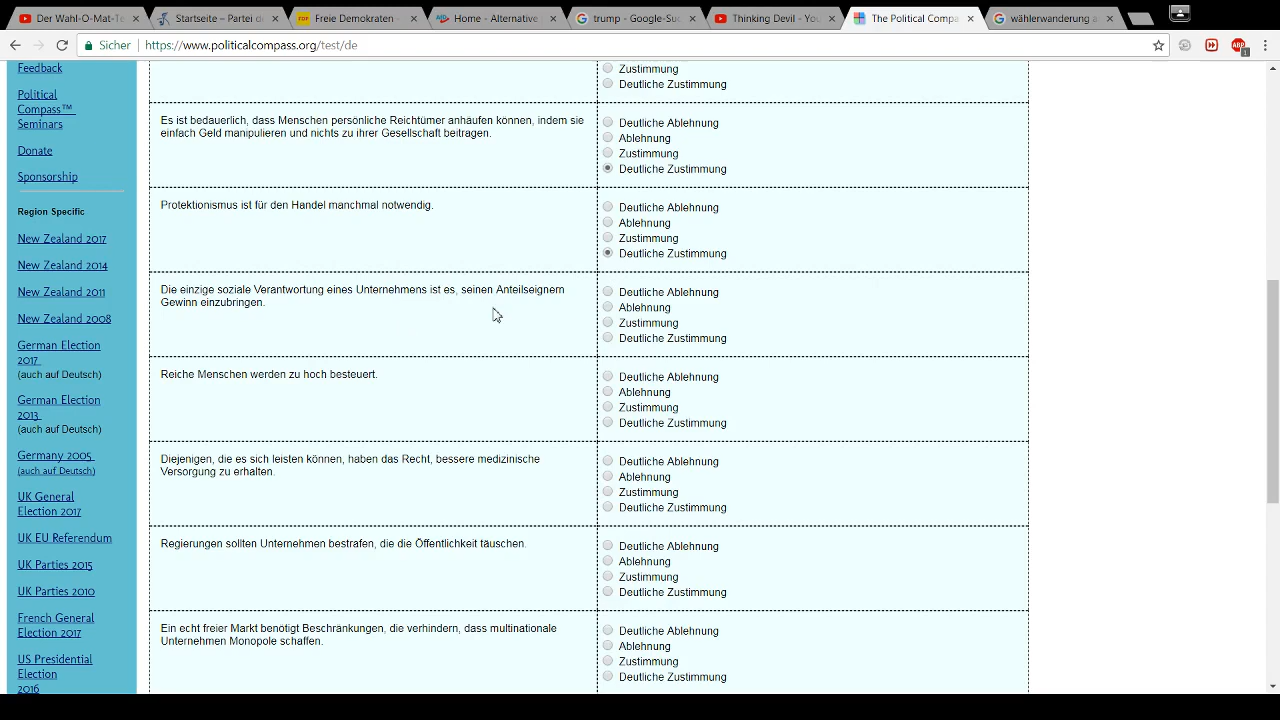 Der Wahl-O-Mat-Te
Startseite – Partei de
Freie Demokraten -
Home - Alternative
trump - Google-Suc
Thinking Devil - You
The Political Compa
wählerwanderung a
Sicher
https://www.politicalcompass.org/test/de
Feedback
Political
Compass™
Seminars
Donate
Sponsorship
Region Specific
New Zealand 2017
New Zealand 2014
New Zealand 2011
New Zealand 2008
German Election
2017
(auch auf Deutsch)
German Election
2013
(auch auf Deutsch)
Germany 2005
(auch auf Deutsch)
UK General
Election 2017
UK EU Referendum
UK Parties 2015
UK Parties 2010
French General
Election 2017
US Presidential
Election
2016
Zustimmung
Deutliche Zustimmung
Es ist bedauerlich, dass Menschen persönliche Reichtümer anhäufen können, indem sie
einfach Geld manipulieren und nichts zu ihrer Gesellschaft beitragen.
Deutliche Ablehnung
Ablehnung
Zustimmung
Deutliche Zustimmung
Protektionismus ist für den Handel manchmal notwendig.
Deutliche Ablehnung
Ablehnung
Zustimmung
Deutliche Zustimmung
Die einzige soziale Verantwortung eines Unternehmens ist es, seinen Anteilseignern
Gewinn einzubringen.
Deutliche Ablehnung
Ablehnung
Zustimmung
Deutliche Zustimmung
Reiche Menschen werden zu hoch besteuert.
Deutliche Ablehnung
Ablehnung
Zustimmung
Deutliche Zustimmung
Diejenigen, die es sich leisten können, haben das Recht, bessere medizinische
Versorgung zu erhalten.
Deutliche Ablehnung
Ablehnung
Zustimmung
Deutliche Zustimmung
Regierungen sollten Unternehmen bestrafen, die die Öffentlichkeit täuschen.
Deutliche Ablehnung
Ablehnung
Zustimmung
Deutliche Zustimmung
Ein echt freier Markt benötigt Beschränkungen, die verhindern, dass multinationale
Unternehmen Monopole schaffen.
Deutliche Ablehnung
Ablehnung
Zustimmung
Deutliche Zustimmung